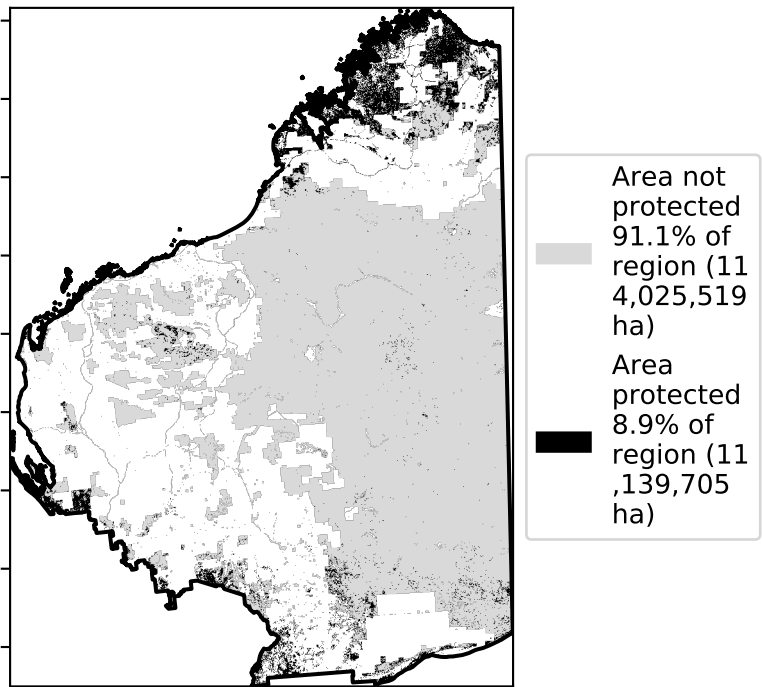 Area not
protected
91.1% of
region (11
4,025,519
ha)
Area
protected
8.9% of
region (11
,139,705
ha)